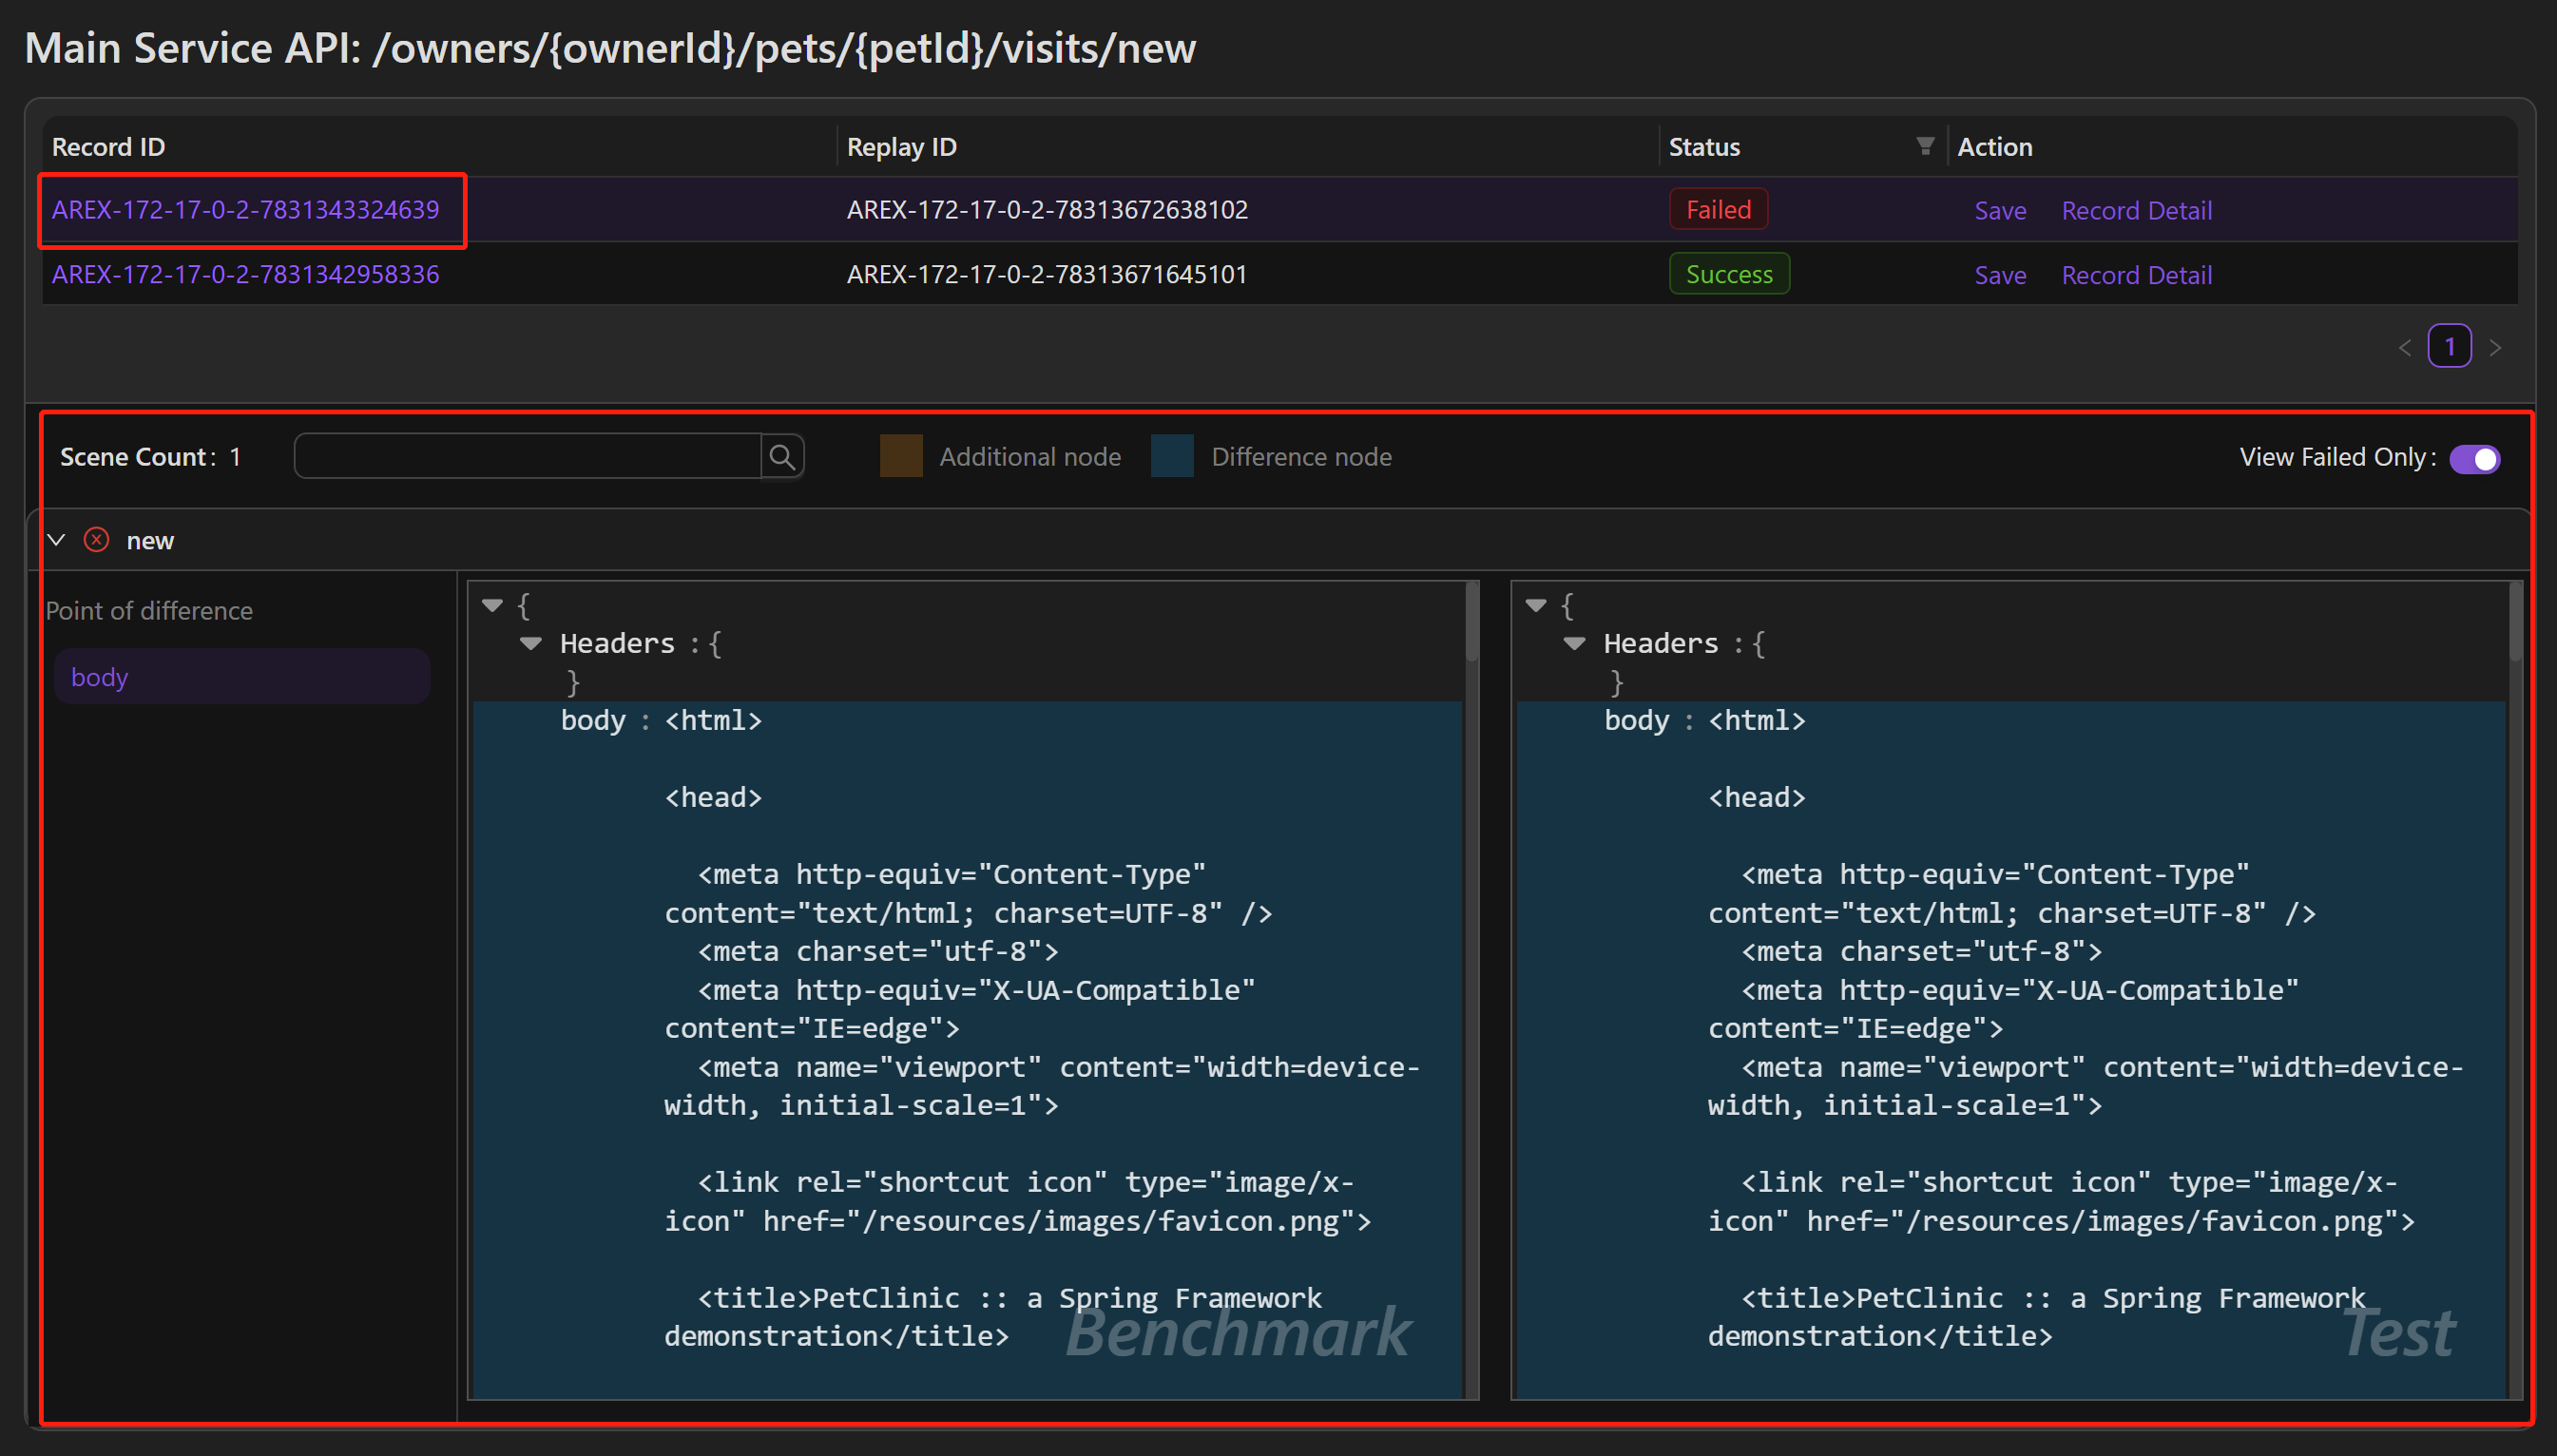 Main Service API: /owners/{ownerId}/pets/{petId}/visits/new
Record ID Replay ID Status Action
AREX-172-17-0-2-7831343324639 AREX-172-17-0-2-78313672638102 Failed Save Record Detail
AREX-172-17-0-2-7831342958336 AREX-172-17-0-2-78313671645101 Success Save Record Detail
< 1 >
Scene Count: 1 Additional node Difference node View Failed Only:
new
Point of difference
body
{
Headers :{
}
body : <html>
<head>
<meta http-equiv="Content-Type"
content="text/html; charset=UTF-8" />
<meta charset="utf-8">
<meta http-equiv="X-UA-Compatible"
content="IE=edge">
<meta name="viewport" content="width=device-
width, initial-scale=1">
<link rel="shortcut icon" type="image/x-
icon" href="/resources/images/favicon.png">
<title>PetClinic :: a Spring Framework
demonstration</title>
Benchmark
{
Headers :{
}
body : <html>
<head>
<meta http-equiv="Content-Type"
content="text/html; charset=UTF-8" />
<meta charset="utf-8">
<meta http-equiv="X-UA-Compatible"
content="IE=edge">
<meta name="viewport" content="width=device-
width, initial-scale=1">
<link rel="shortcut icon" type="image/x-
icon" href="/resources/images/favicon.png">
<title>PetClinic :: a Spring Framework
demonstration</title>
Test